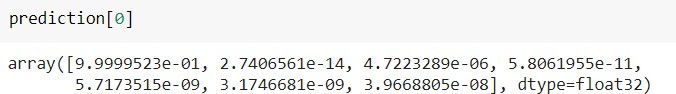 prediction[0]
array([9.9999523e-01, 2.7406561e-14, 4.7223289e-06, 5.8061955e-11,
5.7173515e-09, 3.1746681e-09, 3.9668805e-08], dtype=float32)